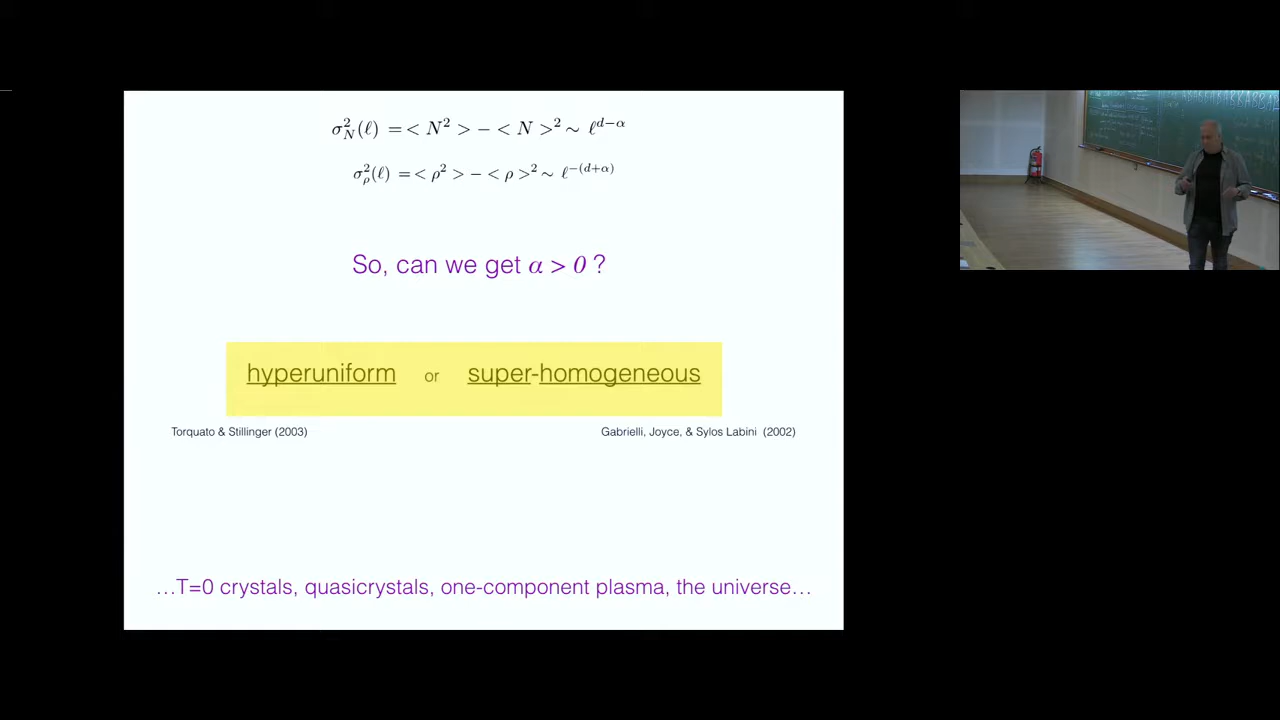 σ²_N(ℓ) = < N² > − < N >² ∼ ℓ^{d−α}
σ²_ρ(ℓ) = < ρ² > − < ρ >² ∼ ℓ^{−(d+α)}
So, can we get α > 0 ?
hyperuniform or super-homogeneous
Torquato & Stillinger (2003) Gabrielli, Joyce, & Sylos Labini (2002)
…T=0 crystals, quasicrystals, one-component plasma, the universe…